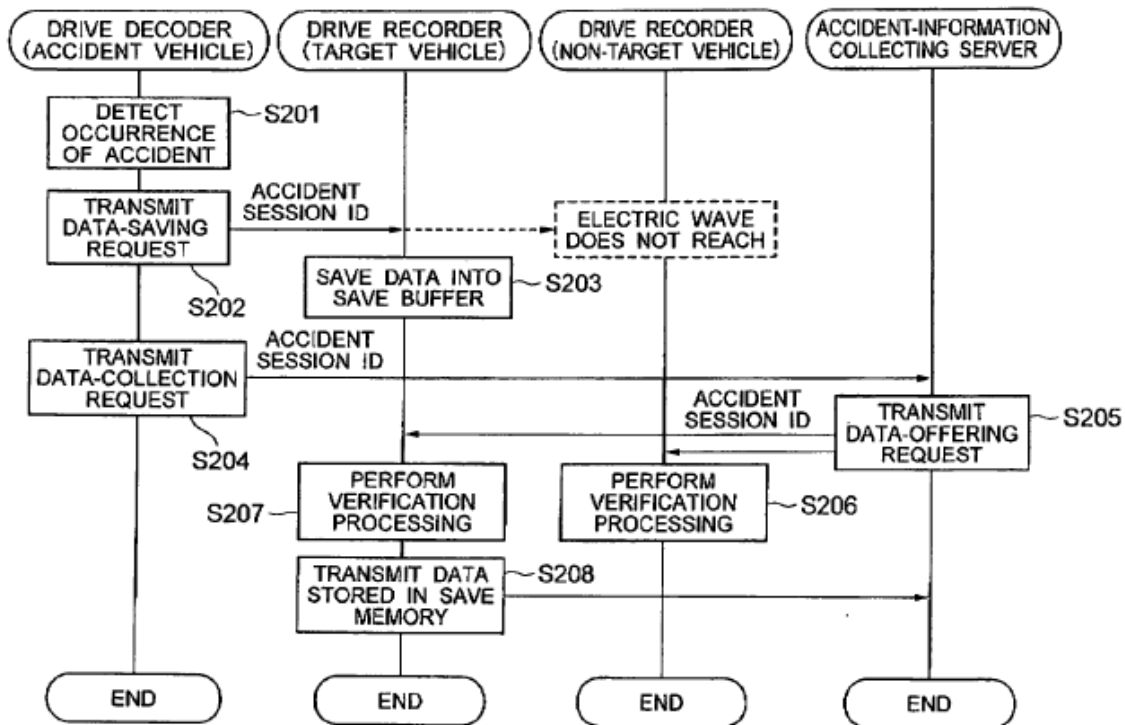 DRIVE DECODER
(ACCIDENT VEHICLE)
DRIVE RECORDER
(TARGET VEHICLE)
DRIVE RECORDER
(NON-TARGET VEHICLE)
ACCIDENT-INFORMATION
COLLECTING SERVER
DETECT
OCCURRENCE
OF ACCIDENT
S201
TRANSMIT
DATA-SAVING
REQUEST
S202
ACCIDENT
SESSION ID
ELECTRIC WAVE
DOES NOT REACH
SAVE DATA INTO
SAVE BUFFER
S203
TRANSMIT
DATA-COLLECTION
REQUEST
S204
ACCIDENT
SESSION ID
ACCIDENT
SESSION ID
TRANSMIT
DATA-OFFERING
REQUEST
S205
S207
PERFORM
VERIFICATION
PROCESSING
PERFORM
VERIFICATION
PROCESSING
S206
TRANSMIT DATA
STORED IN SAVE
MEMORY
S208
END
END
END
END